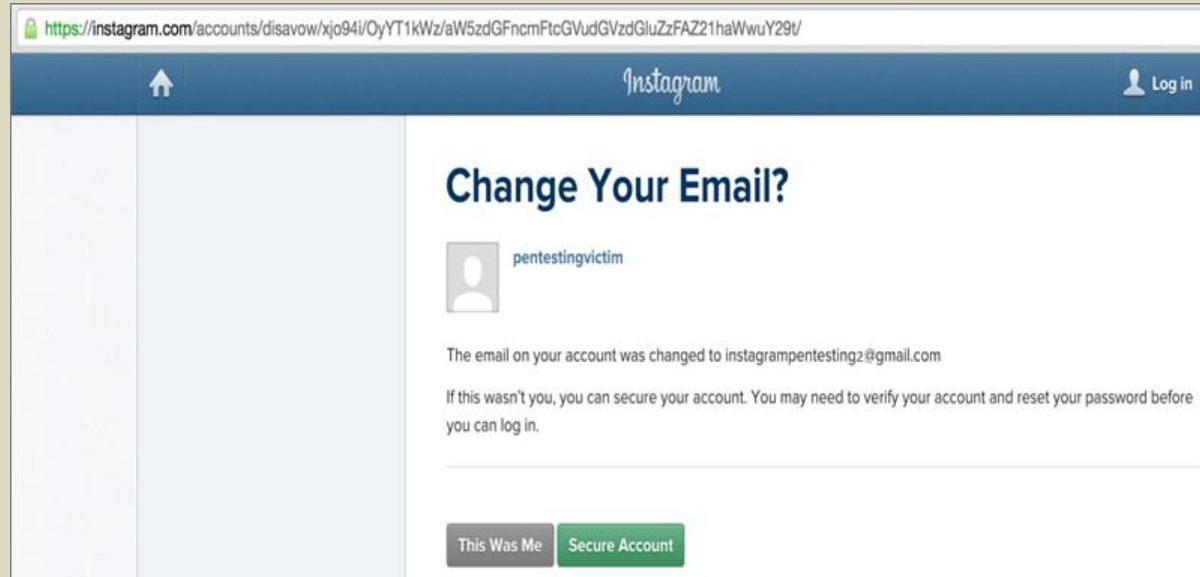 https://instagram.com/accounts/disavow/xjo94i/OyYT1kWz/aW5zdGFncmFtcGVudGVzdGluZzFAZ21haWwuY29t/
Instagram
Log in
Change Your Email?
pentestingvictim
The email on your account was changed to instagrampentesting2@gmail.com
If this wasn't you, you can secure your account. You may need to verify your account and reset your password before
you can log in.
This Was Me
Secure Account